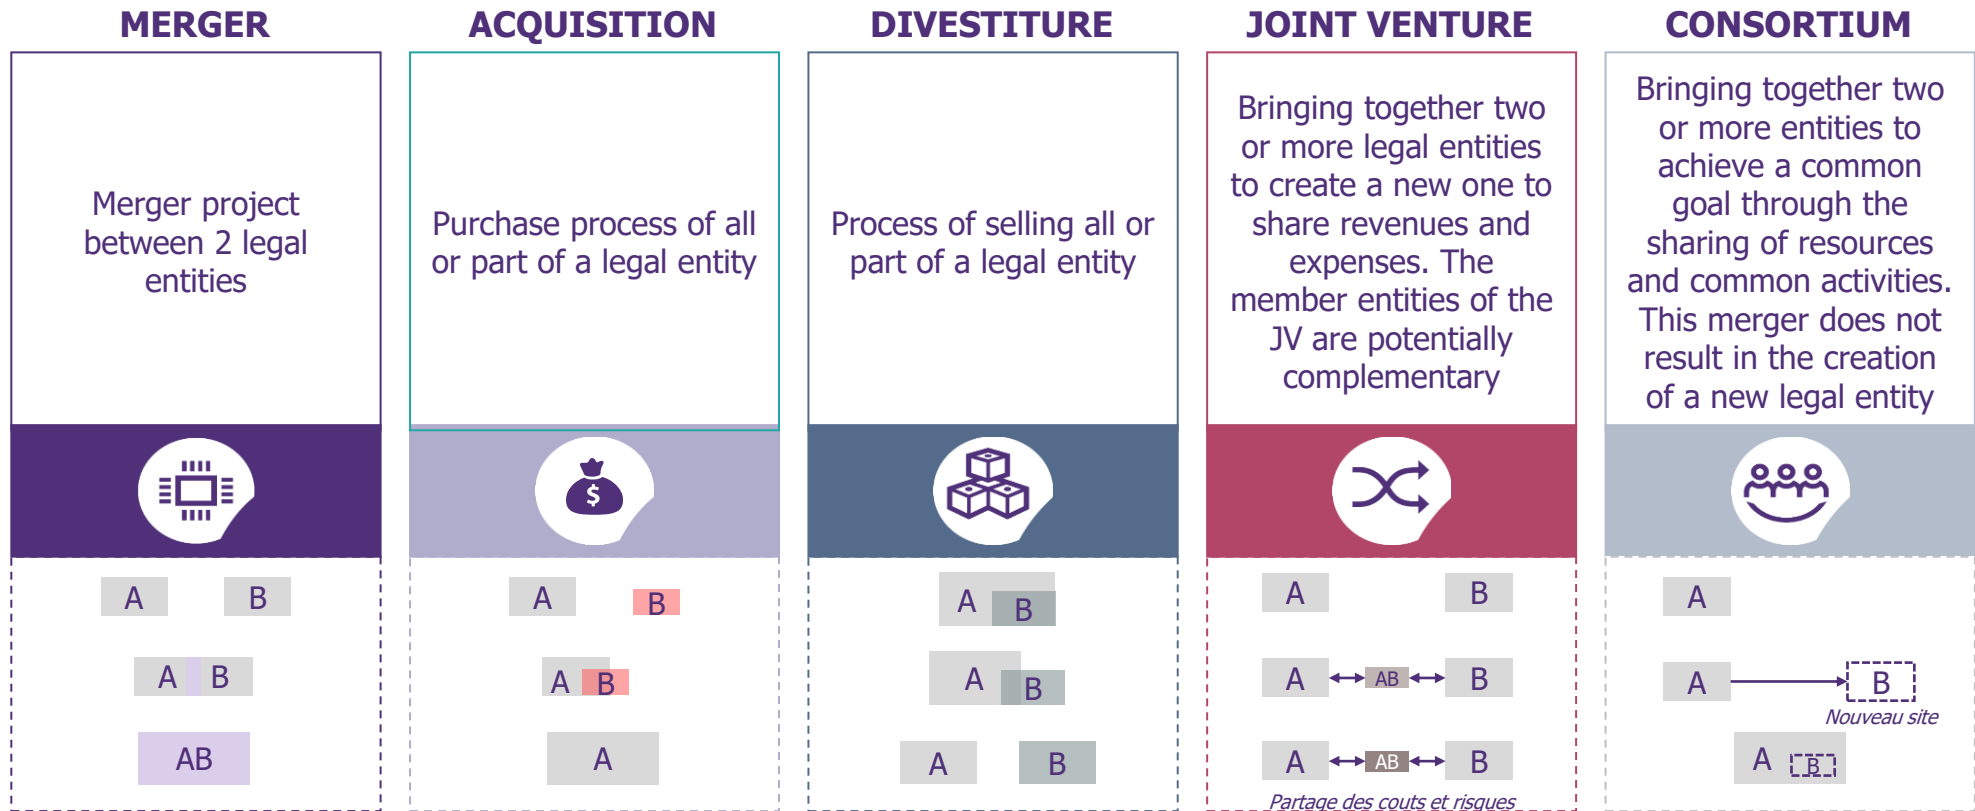 MERGER
Merger project
between 2 legal
entities
A B
A B
AB
ACQUISITION
Purchase process of all
or part of a legal entity
$
A B
A B
A
DIVESTITURE
Process of selling all or
part of a legal entity
A B
A B
A B
JOINT VENTURE
Bringing together two
or more legal entities
to create a new one to
share revenues and
expenses. The
member entities of the
JV are potentially
complementary
A B
A AB B
A AB B
Partage des couts et risques
CONSORTIUM
Bringing together two
or more entities to
achieve a common
goal through the
sharing of resources
and common activities.
This merger does not
result in the creation
of a new legal entity
A
A B
Nouveau site
A B